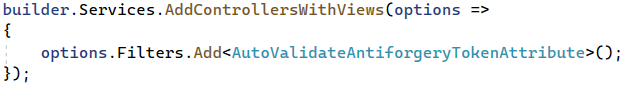 builder.Services.AddControllersWithViews(options =>
{
    options.Filters.Add<AutoValidateAntiforgeryTokenAttribute>();
});